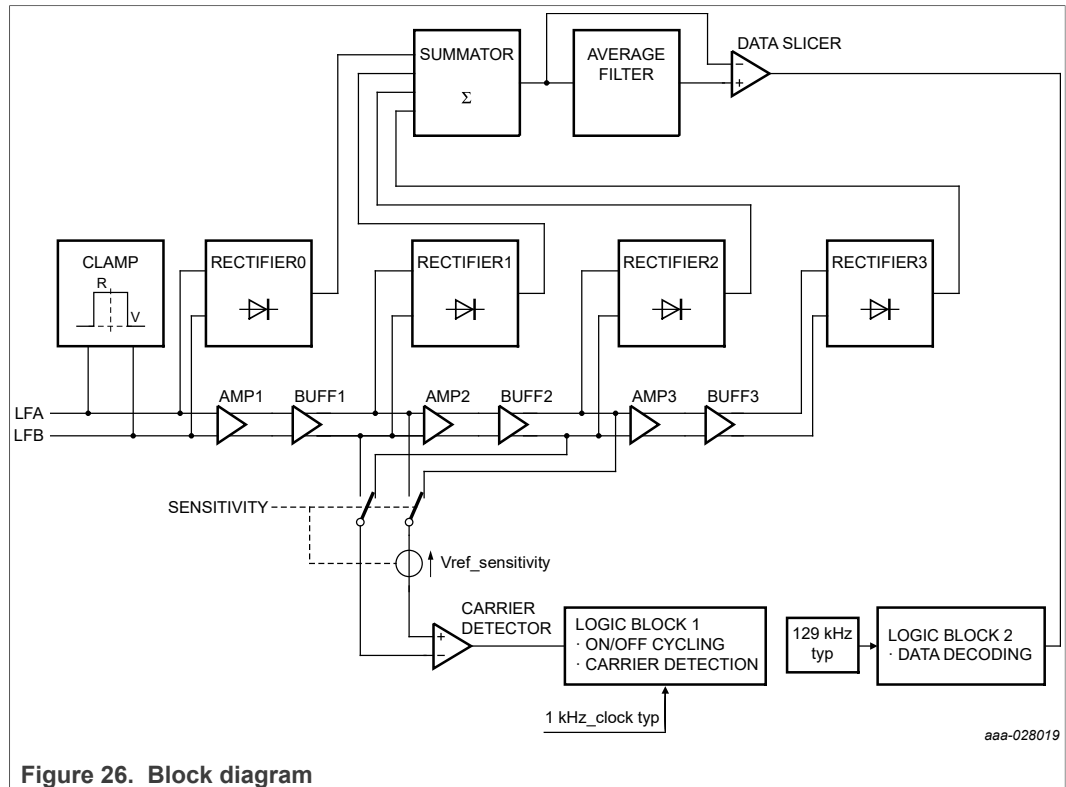 SUMMATOR
Σ
AVERAGE
FILTER
DATA SLICER
−
+
CLAMP
R
V
RECTIFIER0
RECTIFIER1
RECTIFIER2
RECTIFIER3
LFA
LFB
AMP1
BUFF1
AMP2
BUFF2
AMP3
BUFF3
SENSITIVITY
Vref_sensitivity
CARRIER
DETECTOR
+
−
LOGIC BLOCK 1
· ON/OFF CYCLING
· CARRIER DETECTION
129 kHz
typ
LOGIC BLOCK 2
· DATA DECODING
1 kHz_clock typ
aaa-028019
Figure 26. Block diagram